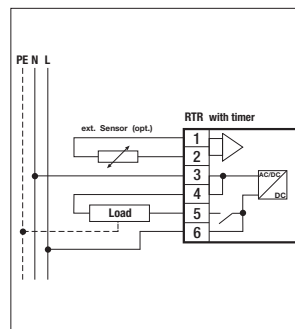 PE N L
ext. Sensor (opt.)
RTR with timer
1
2
3
4
5
6
AC/DC
DC
Load